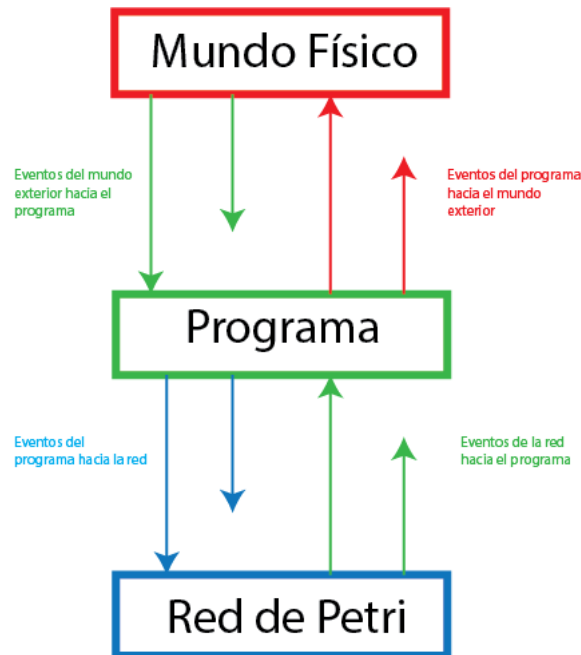 Mundo Físico
Eventos del mundo
exterior hacia el
programa
Eventos del programa
hacia el mundo
exterior
Programa
Eventos del
programa hacia la red
Eventos de la red
hacia el programa
Red de Petri